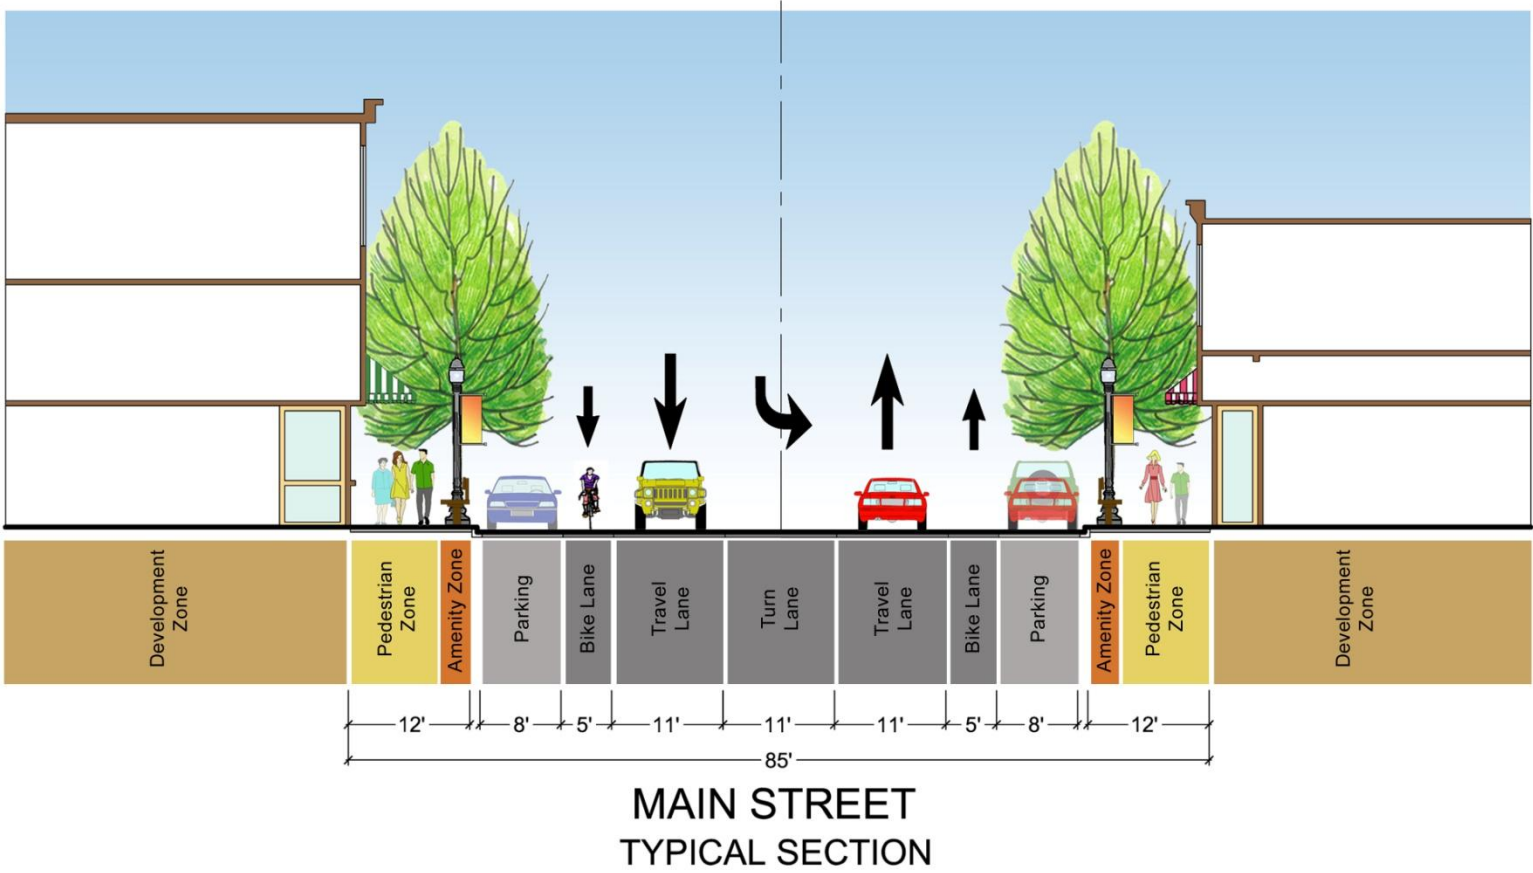 Development
Zone
Pedestrian
Zone
Amenity Zone
Parking
Bike Lane
Travel
Lane
Turn
Lane
Travel
Lane
Bike Lane
Parking
Amenity Zone
Pedestrian
Zone
Development
Zone
12' 8' 5' 11' 11' 11' 5' 8' 12'
85'
MAIN STREET
TYPICAL SECTION